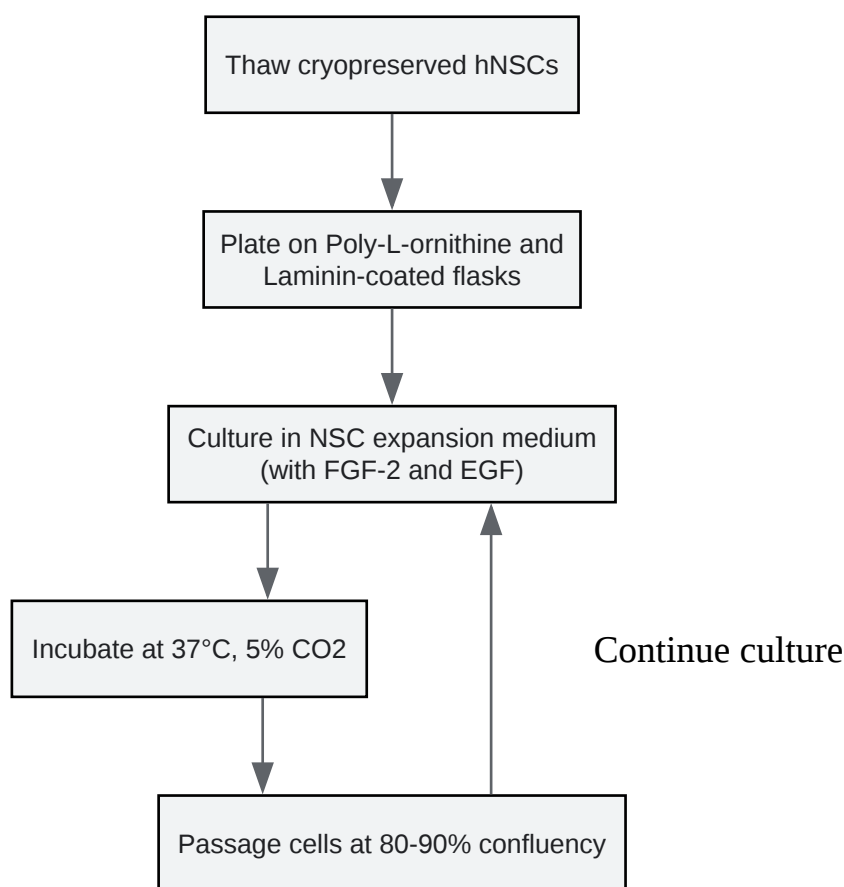 Thaw cryopreserved hNSCs
Plate on Poly-L-ornithine and
Laminin-coated flasks
Culture in NSC expansion medium
(with FGF-2 and EGF)
Incubate at 37°C, 5% CO2
Continue culture
Passage cells at 80-90% confluency